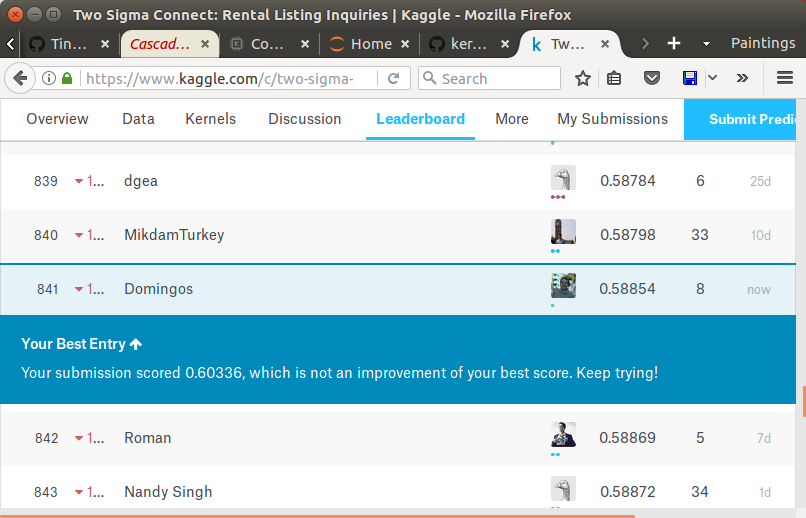 Two Sigma Connect: Rental Listing Inquiries | Kaggle - Mozilla Firefox
Tin... Cascad... Co... Home ker... Tw... Paintings
https://www.kaggle.com/c/two-sigma- Search
Overview Data Kernels Discussion Leaderboard More My Submissions Submit Predic
839 1... dgea 0.58784 6 25d
840 1... MikdamTurkey 0.58798 33 10d
841 1... Domingos 0.58854 8 now
Your Best Entry
Your submission scored 0.60336, which is not an improvement of your best score. Keep trying!
842 1... Roman 0.58869 5 7d
843 1... Nandy Singh 0.58872 34 1d